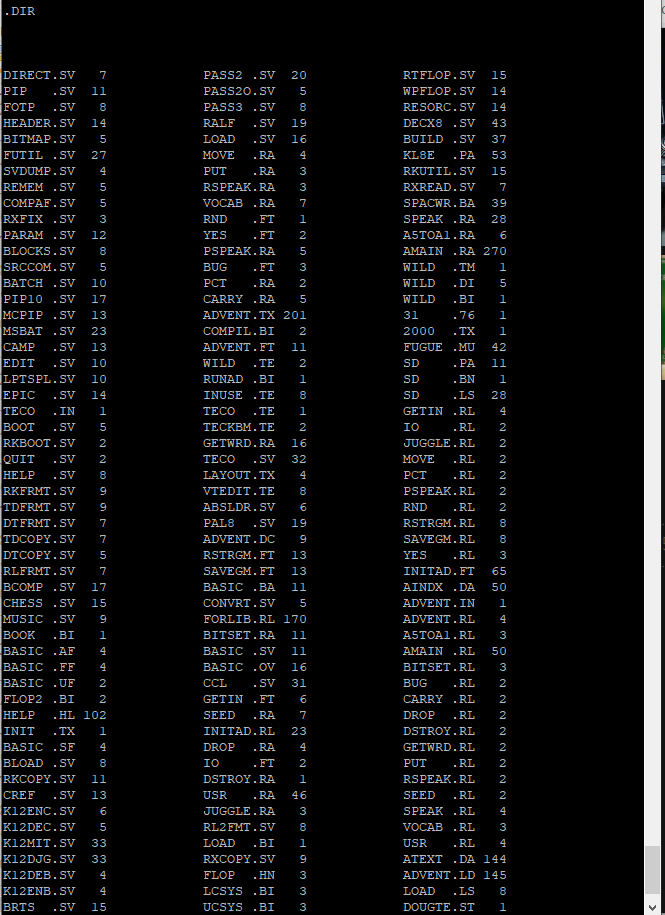 .DIR
DIRECT.SV   7            PASS2 .SV  20            RTFLOP.SV  15
PIP   .SV  11            PASS2O.SV   5            WPFLOP.SV  14
FOTP  .SV   8            PASS3 .SV   8            RESORC.SV  14
HEADER.SV  14            RALF  .SV  19            DECX8 .SV  43
BITMAP.SV   5            LOAD  .SV  16            BUILD .SV  37
FUTIL .SV  27            MOVE  .RA   4            KL8E  .PA  53
SVDUMP.SV   4            PUT   .RA   3            RKUTIL.SV  15
REMEM .SV   5            RSPEAK.RA   3            RXREAD.SV   7
COMPAF.SV   5            VOCAB .RA   7            SPACWR.BA  39
RXFIX .SV   3            RND   .FT   1            SPEAK .RA  28
PARAM .SV  12            YES   .FT   2            A5TOA1.RA   6
BLOCKS.SV   8            PSPEAK.RA   5            AMAIN .RA 270
SRCCOM.SV   5            BUG   .FT   3            WILD  .TM   1
BATCH .SV  10            PCT   .RA   2            WILD  .DI   5
PIP10 .SV  17            CARRY .RA   5            WILD  .BI   1
MCPIP .SV  13            ADVENT.TX 201            31    .76   1
MSBAT .SV  23            COMPIL.BI   2            2000  .TX   1
CAMP  .SV  13            ADVENT.FT  11            FUGUE .MU  42
EDIT  .SV  10            WILD  .TE   2            SD    .PA  11
LPTSPL.SV  10            RUNAD .BI   1            SD    .BN   1
EPIC  .SV  14            INUSE .TE   8            SD    .LS  28
TECO  .IN   1            TECO  .TE   1            GETIN .RL   4
BOOT  .SV   5            TECKBM.TE   2            IO    .RL   2
RKBOOT.SV   2            GETWRD.RA  16            JUGGLE.RL   2
QUIT  .SV   2            TECO  .SV  32            MOVE  .RL   2
HELP  .SV   8            LAYOUT.TX   4            PCT   .RL   2
RKFRMT.SV   9            VTEDIT.TE   8            PSPEAK.RL   2
TDFRMT.SV   9            ABSLDR.SV   6            RND   .RL   2
DTFRMT.SV   7            PAL8  .SV  19            RSTRGM.RL   8
TDCOPY.SV   7            ADVENT.DC   9            SAVEGM.RL   8
DTCOPY.SV   5            RSTRGM.FT  13            YES   .RL   3
RLFRMT.SV   7            SAVEGM.FT  13            INITAD.FT  65
BCOMP .SV  17            BASIC .BA  11            AINDX .DA  50
CHESS .SV  15            CONVRT.SV   5            ADVENT.IN   1
MUSIC .SV   9            FORLIB.RL 170            ADVENT.RL   4
BOOK  .BI   1            BITSET.RA  11            A5TOA1.RL   3
BASIC .AF   4            BASIC .SV  11            AMAIN .RL  50
BASIC .FF   4            BASIC .OV  16            BITSET.RL   3
BASIC .UF   2            CCL   .SV  31            BUG   .RL   2
FLOP2 .BI   2            GETIN .FT   6            CARRY .RL   2
HELP  .HL 102            SEED  .RA   7            DROP  .RL   2
INIT  .TX   1            INITAD.RL  23            DSTROY.RL   2
BASIC .SF   4            DROP  .RA   4            GETWRD.RL   2
BLOAD .SV   8            IO    .FT   2            PUT   .RL   2
RKCOPY.SV  11            DSTROY.RA   1            RSPEAK.RL   2
CREF  .SV  13            USR   .RA  46            SEED  .RL   2
K12ENC.SV   6            JUGGLE.RA   3            SPEAK .RL   4
K12DEC.SV   5            RL2FMT.SV   8            VOCAB .RL   3
K12MIT.SV  33            LOAD  .BI   1            USR   .RL   4
K12DJG.SV  33            RXCOPY.SV   9            ATEXT .DA 144
K12DEB.SV   4            FLOP  .HN   3            ADVENT.LD 145
K12ENB.SV   4            LCSYS .BI   3            LOAD  .LS   8
BRTS  .SV  15            UCSYS .BI   3            DOUGTE.ST   1